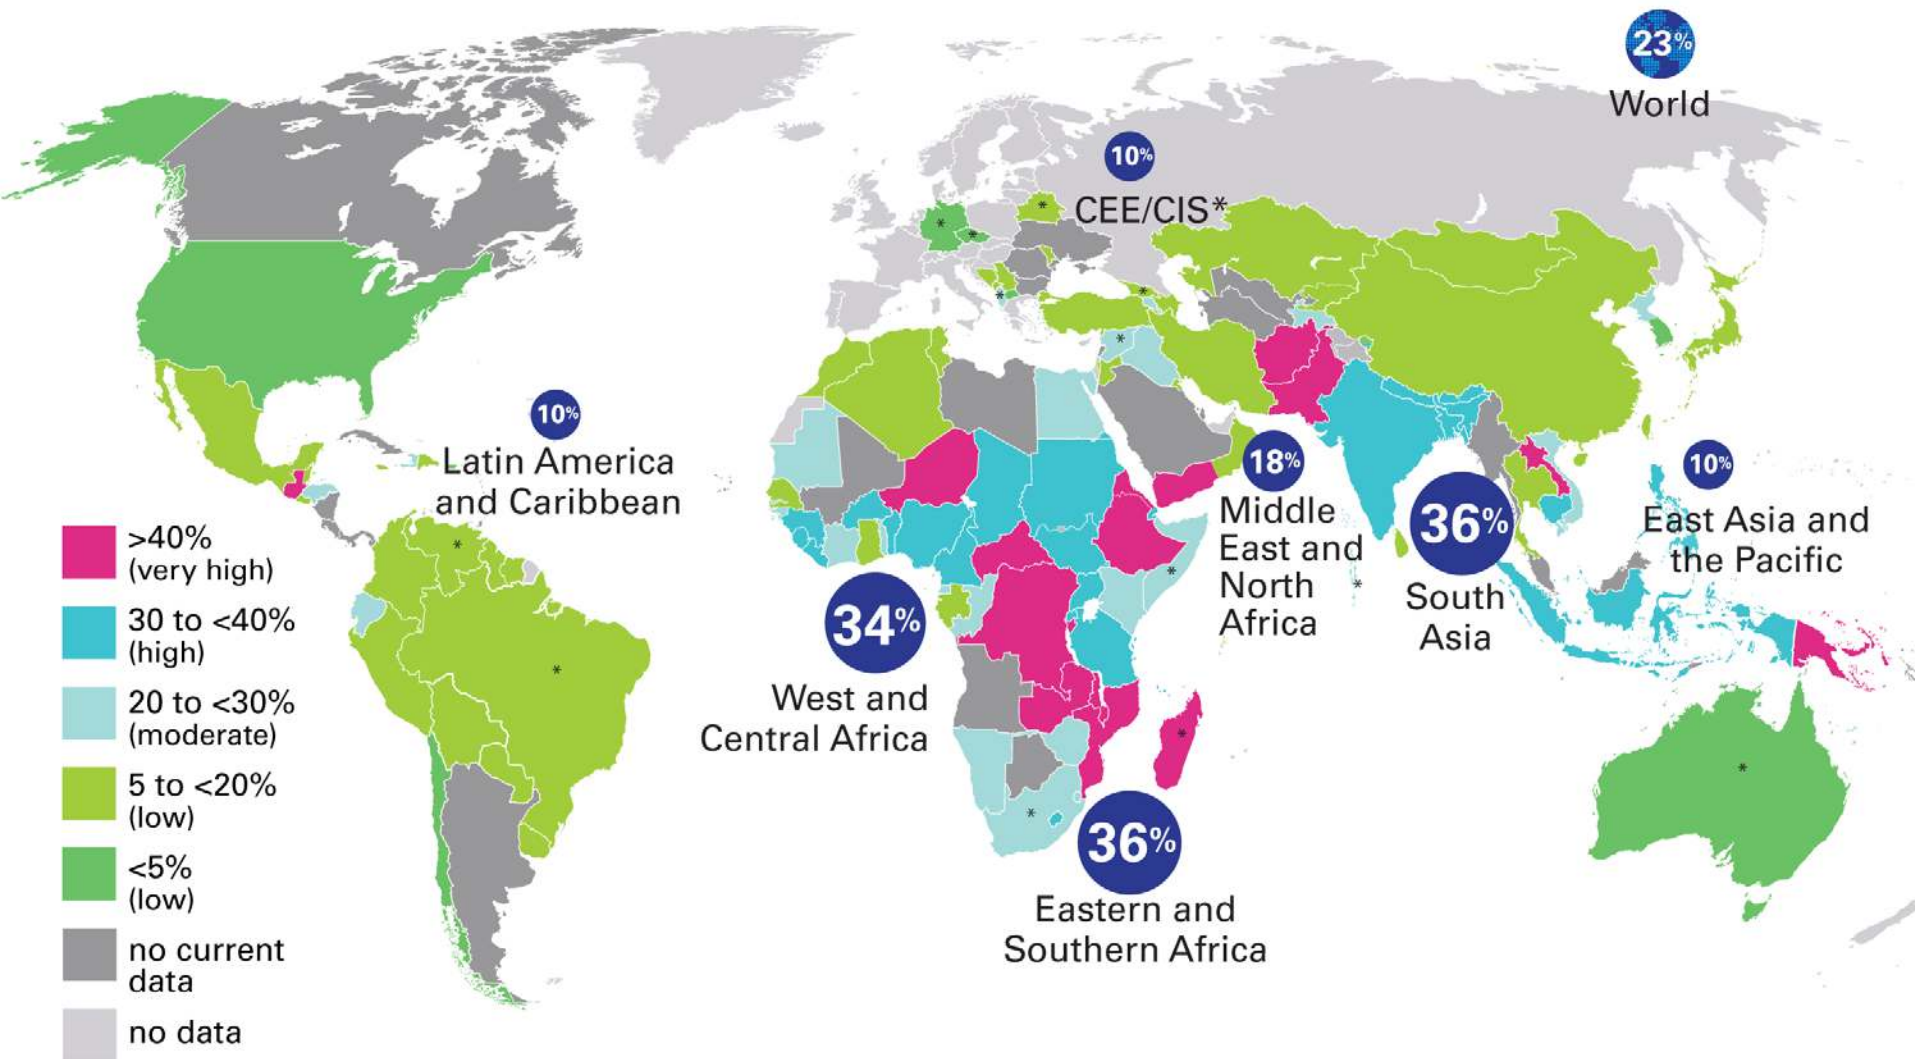 23%
World
10%
CEE/CIS*
10%
Latin America
and Caribbean
18%
Middle
East and
North
Africa
36%
South
Asia
10%
East Asia and
the Pacific
34%
West and
Central Africa
36%
Eastern and
Southern Africa
>40%
(very high)
30 to <40%
(high)
20 to <30%
(moderate)
5 to <20%
(low)
<5%
(low)
no current
data
no data